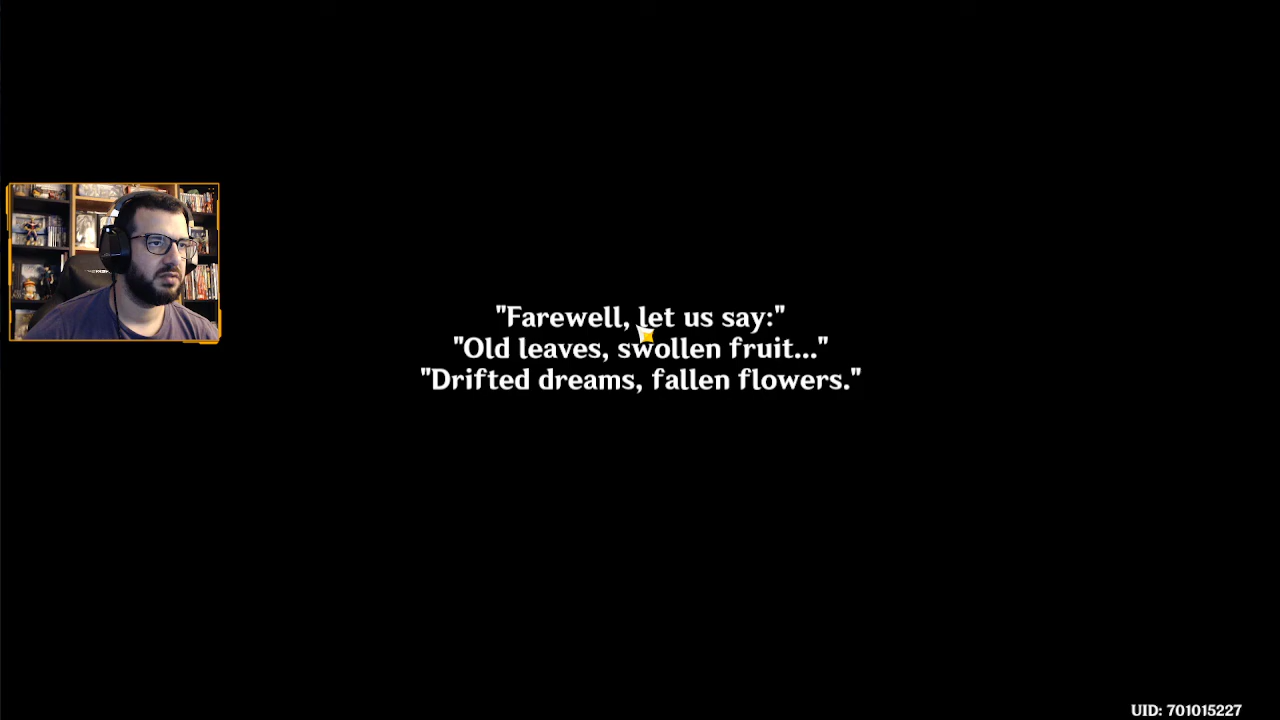 "Farewell, let us say:"
"Old leaves, swollen fruit..."
"Drifted dreams, fallen flowers."
UID: 701015227